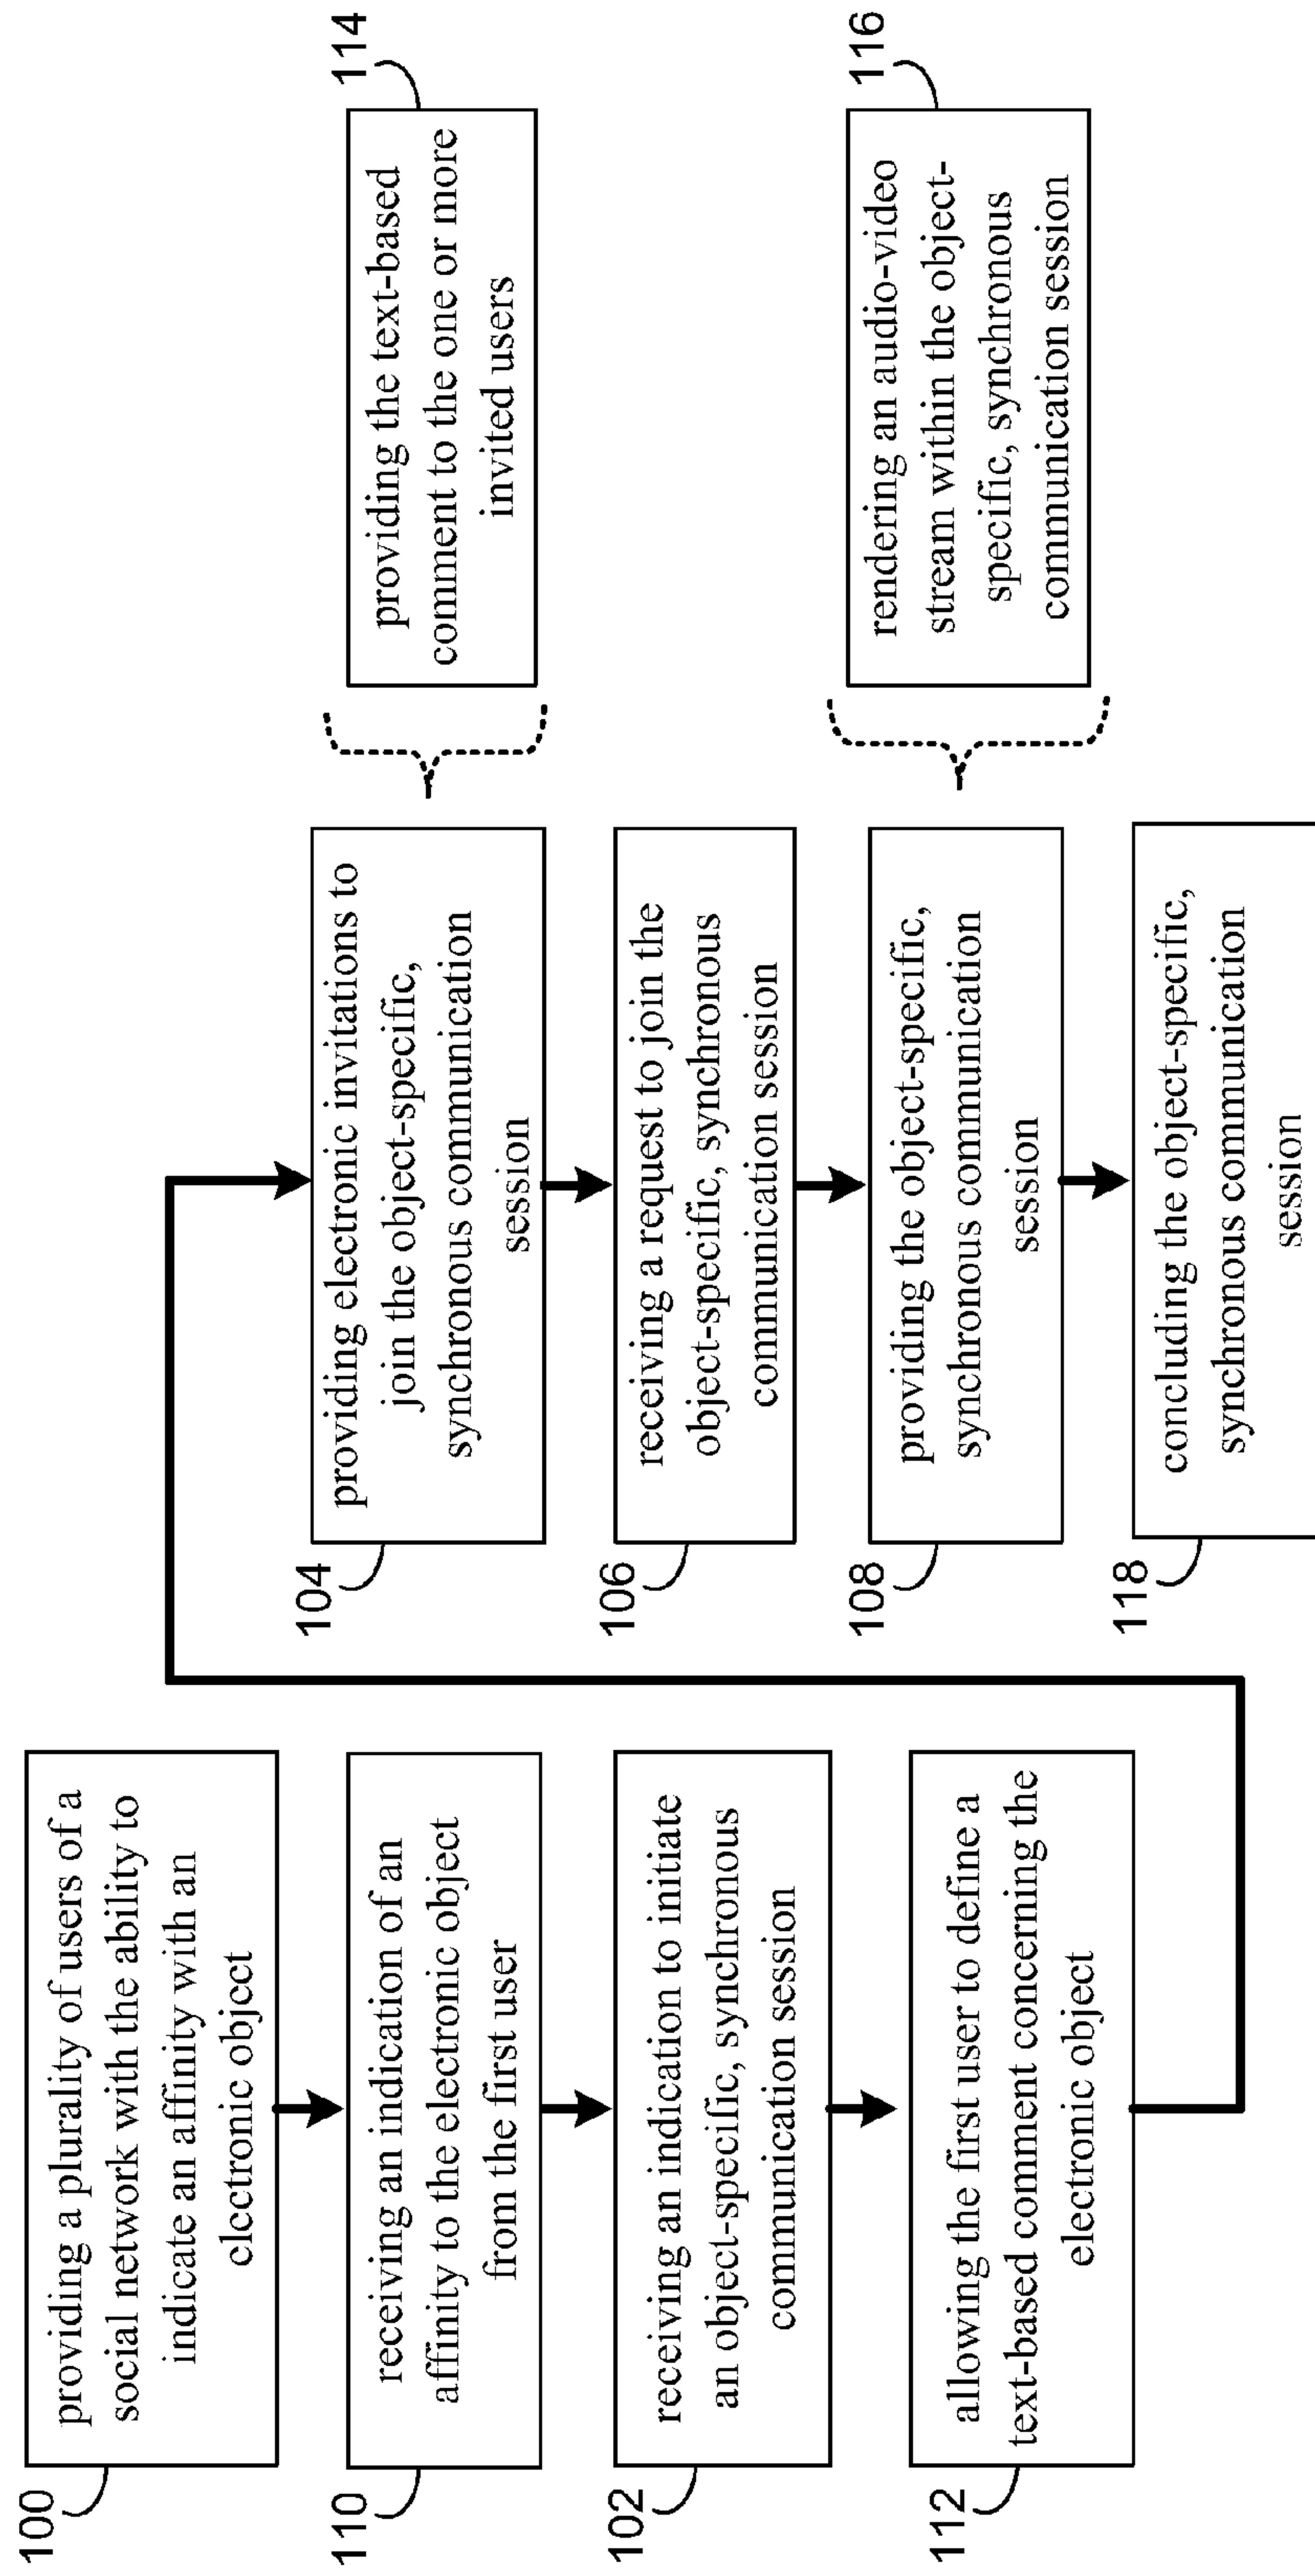 100
providing a plurality of users of a
social network with the ability to
indicate an affinity with an
electronic object
110
receiving an indication of an
affinity to the electronic object
from the first user
102
receiving an indication to initiate
an object-specific, synchronous
communication session
112
allowing the first user to define a
text-based comment concerning the
electronic object
104
providing electronic invitations to
join the object-specific,
synchronous communication
session
106
receiving a request to join the
object-specific, synchronous
communication session
108
providing the object-specific,
synchronous communication
session
118
concluding the object-specific,
synchronous communication
session
114
providing the text-based
comment to the one or more
invited users
116
rendering an audio-video
stream within the object-
specific, synchronous
communication session